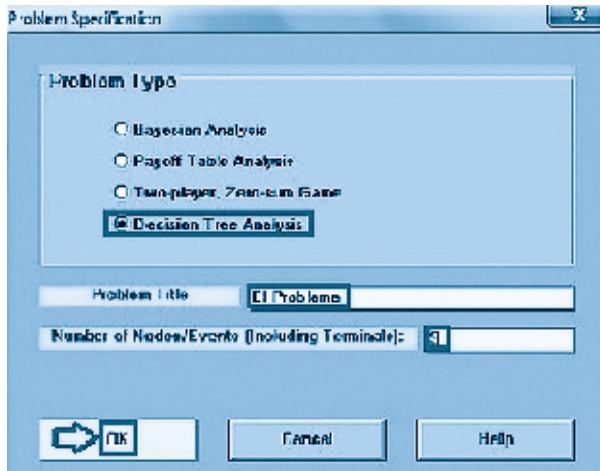 Problem Specification
X
Problem Type
Bayesian Analysis
Payoff Table Analysis
Two-player, Zero-sum Game
Decision Tree Analysis
Problem Title
Problems
Number of Nodes/Events (Including Terminals):
OK
Cancel
Help